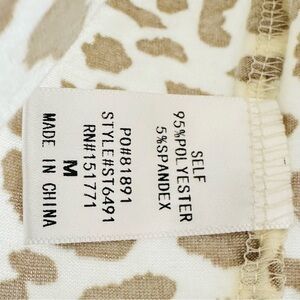 SELF
95%POLYESTER
5%SPANDEX
PO#81891
STYLE#ST6491
RN#151771
M
MADE IN CHINA